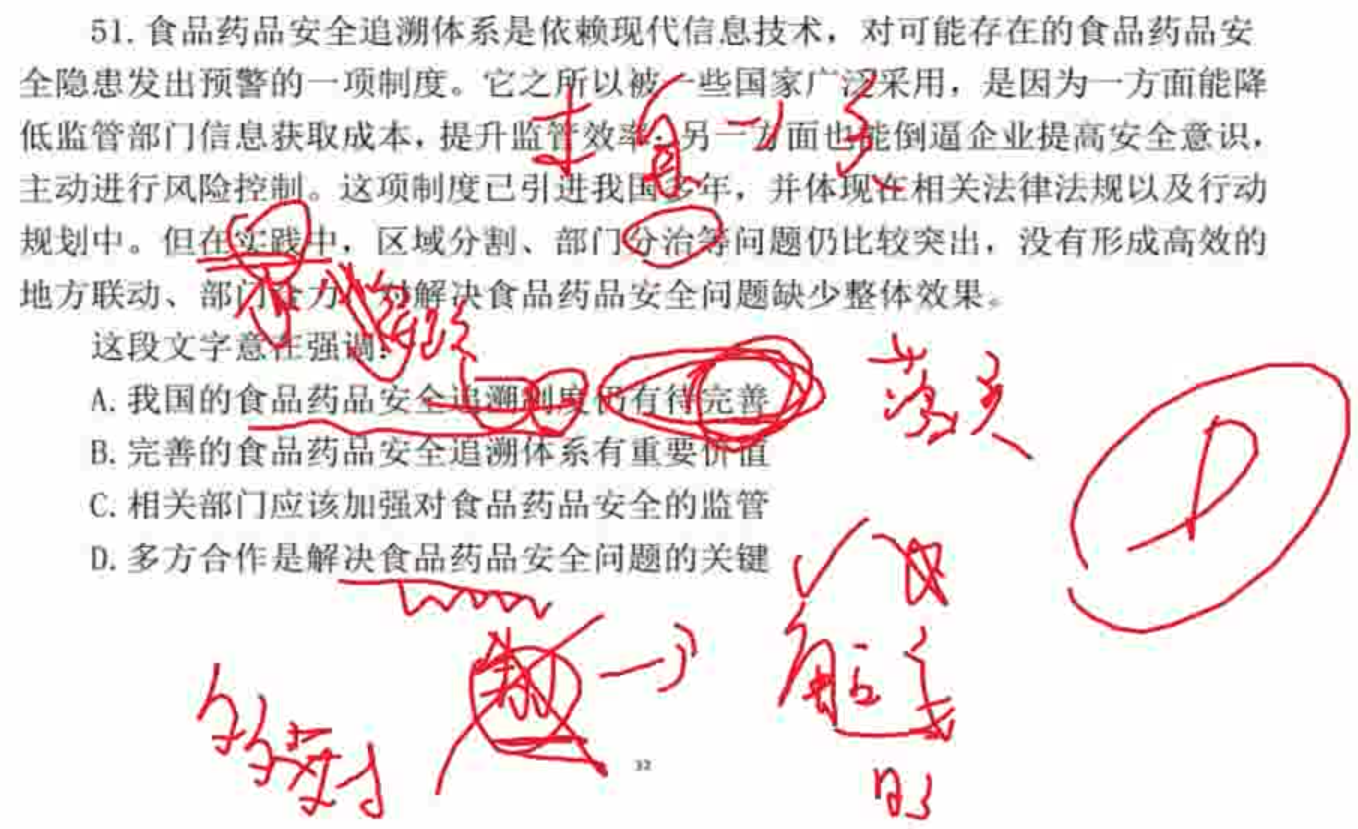 51. 食品药品安全追溯体系是依赖现代信息技术，对可能存在的食品药品安
全隐患发出预警的一项制度。它之所以被一些国家广泛采用，是因为一方面能降
低监管部门信息获取成本，提升监管效率；另一方面也能倒逼企业提高安全意识，
主动进行风险控制。这项制度已引进我国多年，并体现在相关法律法规以及行动
规划中。但在实践中，区域分割、部门分治等问题仍比较突出，没有形成高效的
地方联动、部门合力，对解决食品药品安全问题缺少整体效果。
这段文字意在强调：
A. 我国的食品药品安全追溯制度仍有待完善
B. 完善的食品药品安全追溯体系有重要价值
C. 相关部门应该加强对食品药品安全的监管
D. 多方合作是解决食品药品安全问题的关键
D
32